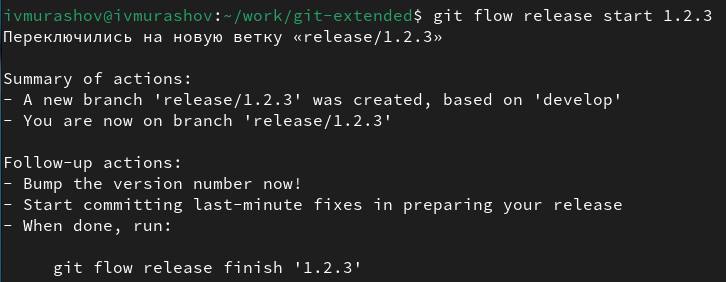 ivmurashov@ivmurashov:~/work/git-extended$ git flow release start 1.2.3
Переключились на новую ветку «release/1.2.3»
Summary of actions:
- A new branch 'release/1.2.3' was created, based on 'develop'
- You are now on branch 'release/1.2.3'
Follow-up actions:
- Bump the version number now!
- Start committing last-minute fixes in preparing your release
- When done, run:
git flow release finish '1.2.3'